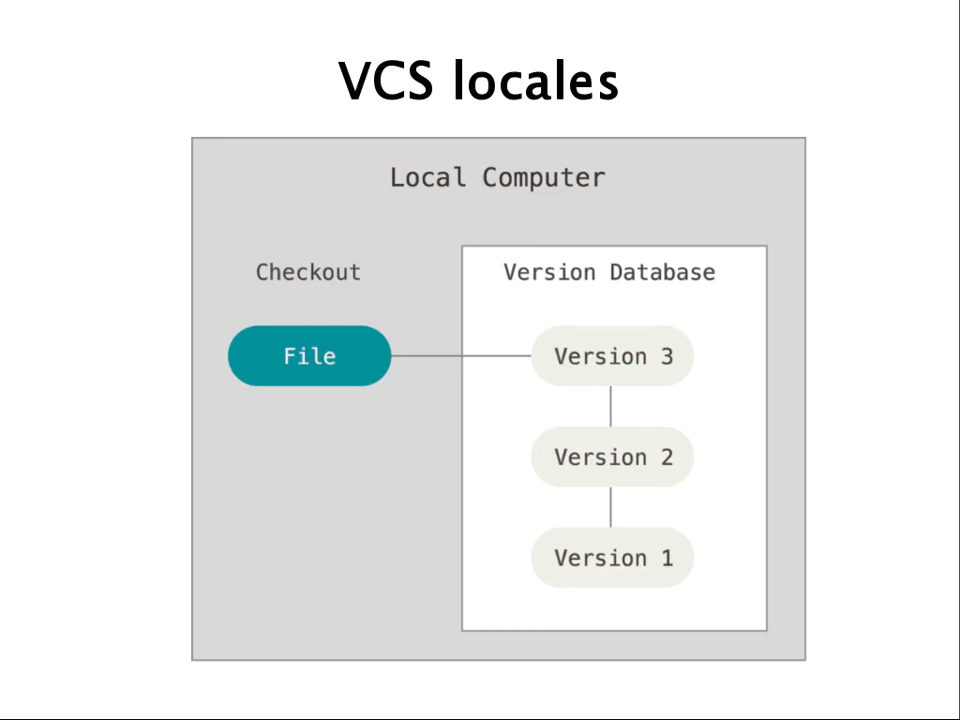 VCS locales
Local Computer
Checkout
Version Database
File
Version 3
Version 2
Version 1